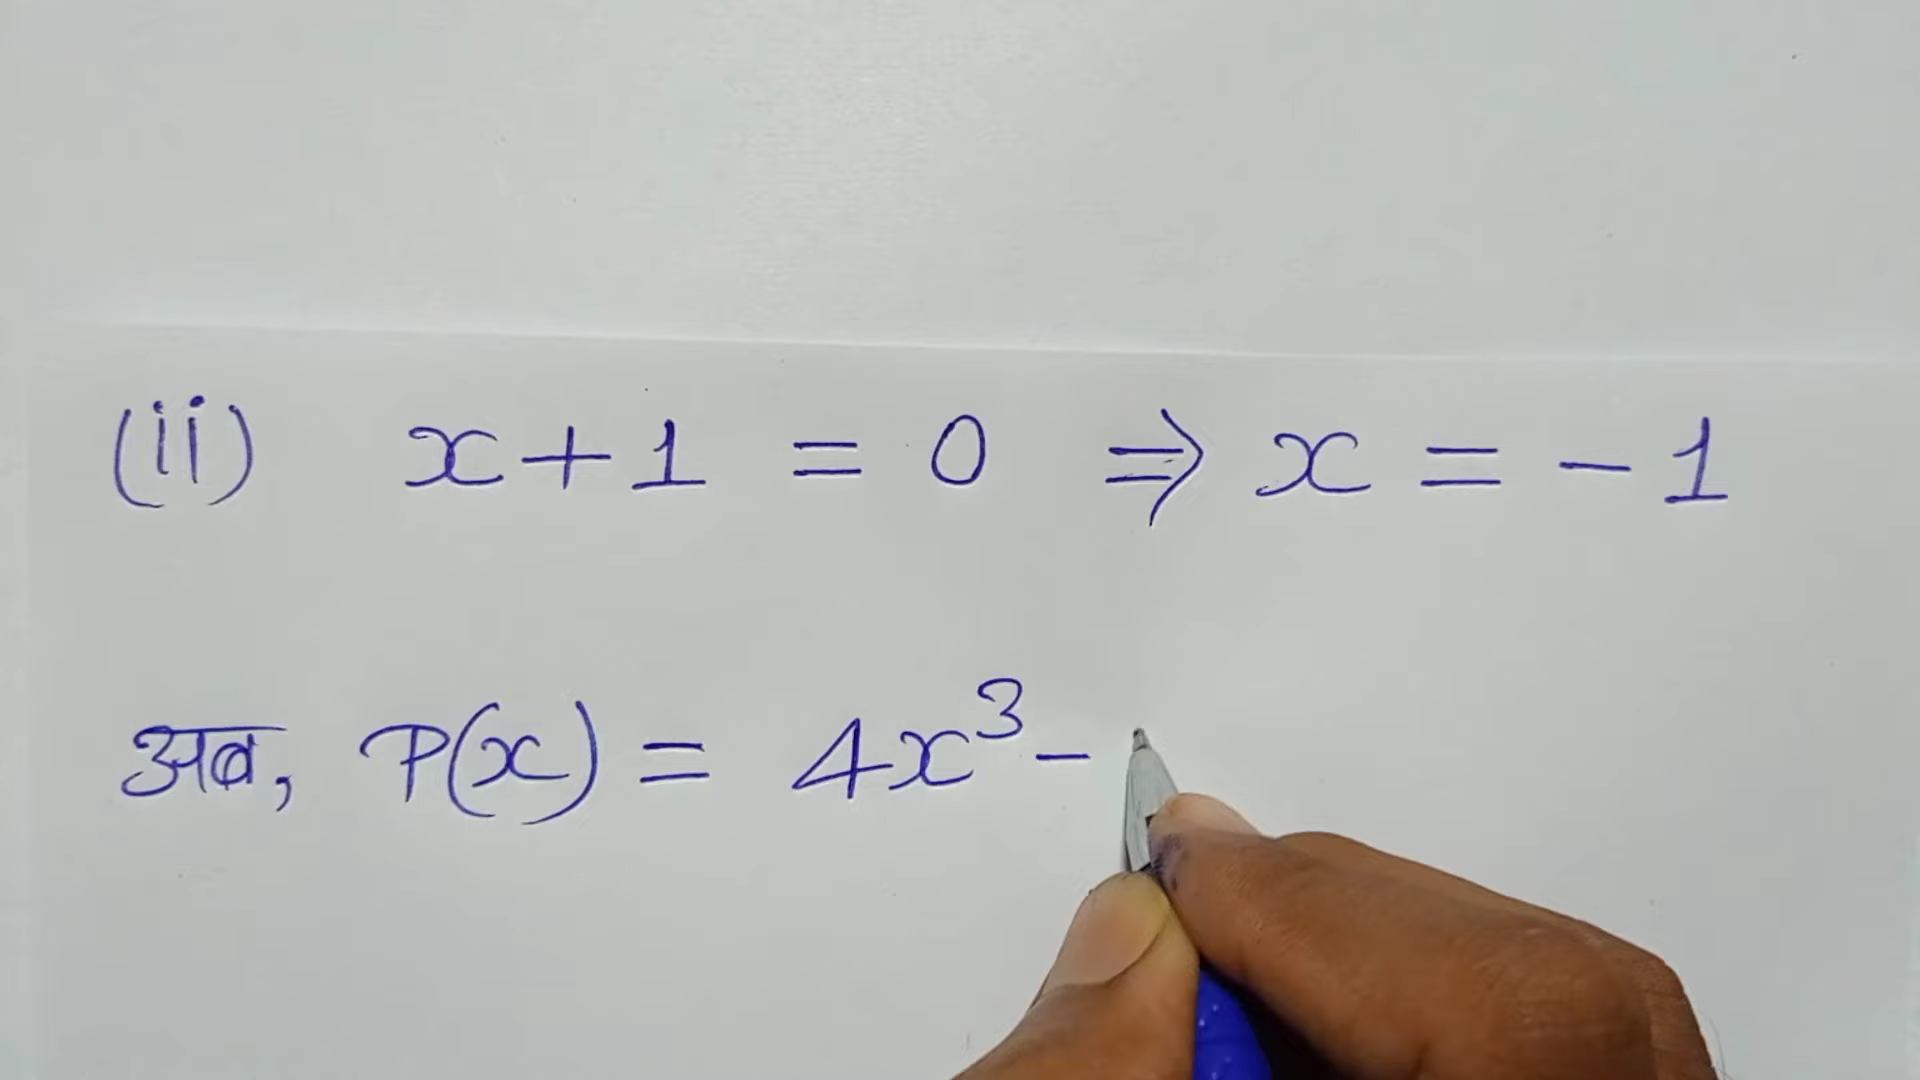 (ii) x + 1 = 0 ⇒ x = - 1
अब, P(x) = 4x³ -